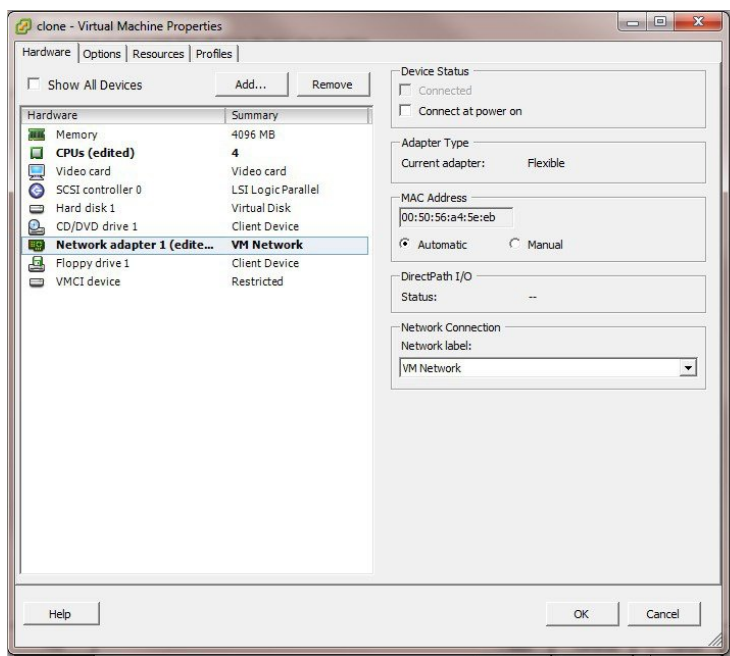 clone - Virtual Machine Properties
Hardware Options Resources Profiles
Show All Devices Add... Remove
Hardware Summary
Memory 4096 MB
CPUs (edited) 4
Video card Video card
SCSI controller 0 LSI Logic Parallel
Hard disk 1 Virtual Disk
CD/DVD drive 1 Client Device
Network adapter 1 (edite... VM Network
Floppy drive 1 Client Device
VMCI device Restricted
Device Status
Connected
Connect at power on
Adapter Type
Current adapter: Flexible
MAC Address
00:50:56:a4:5e:eb
Automatic Manual
DirectPath I/O
Status: --
Network Connection
Network label:
VM Network
Help OK Cancel